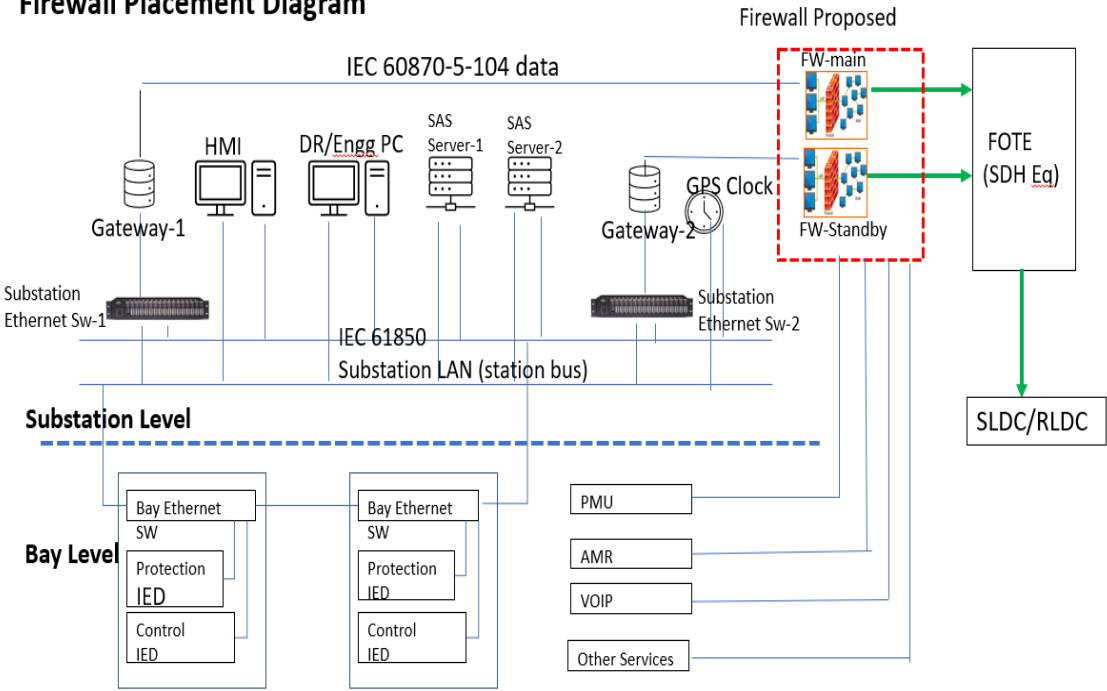 Firewall Placement Diagram
Firewall Proposed
IEC 60870-5-104 data
FW-main
HMI
DR/Engg PC
SAS
Server-1
SAS
Server-2
FOTE
(SDH Eq)
GPS Clock
Gateway-1
Gateway-2
FW-Standby
Substation
Ethernet Sw-1
Substation
Ethernet Sw-2
IEC 61850
Substation LAN (station bus)
Substation Level
SLDC/RLDC
Bay Ethernet
SW
Bay Ethernet
SW
PMU
Bay Level
Protection
IED
Protection
IED
AMR
VOIP
Control
IED
Control
IED
Other Services